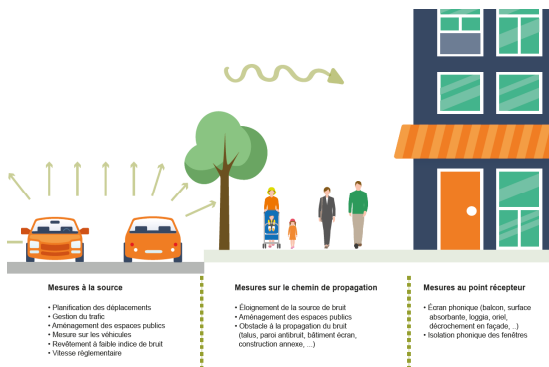 Mesures à la source
• Planification des déplacements
• Gestion du trafic
• Aménagement des espaces publics
• Mesure sur les véhicules
• Revêtement à faible indice de bruit
• Vitesse règlementaire
Mesures sur le chemin de propagation
• Éloignement de la source de bruit
• Aménagement des espaces publics
• Obstacle à la propagation du bruit
(talus, paroi antibruit, bâtiment écran,
construction annexe, ...)
Mesures au point récepteur
• Écran phonique (balcon, surface
absorbante, loggia, oriel,
décrochement en façade, ..)
• Isolation phonique des fenêtres